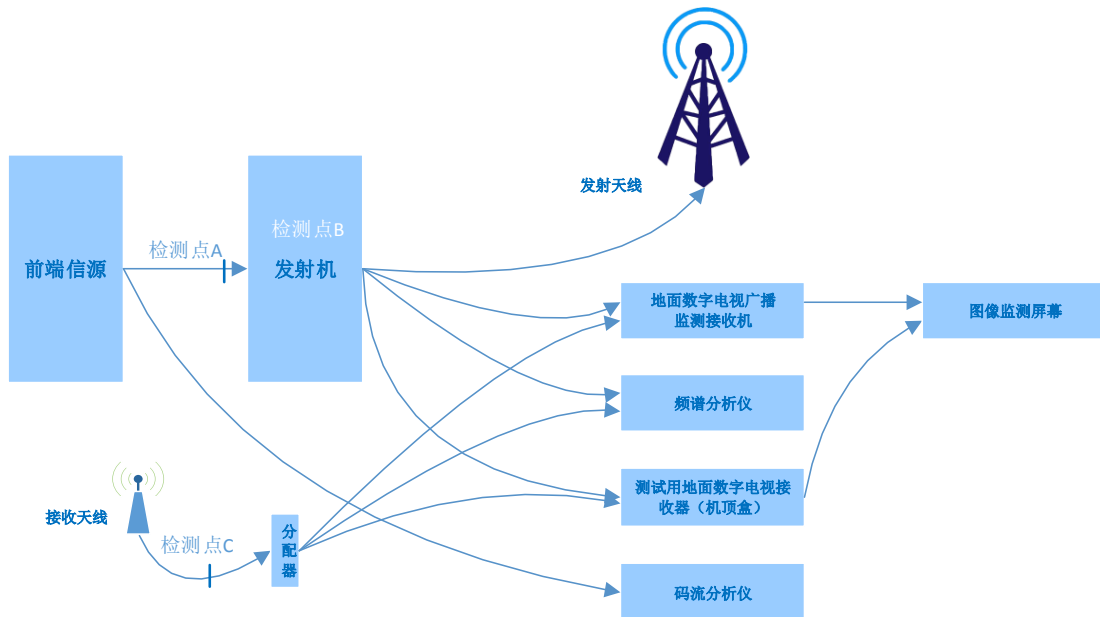 发射天线
检测点B
检测点A
前端信源
发射机
地面数字电视广播
监测接收机
图像监测屏幕
频谱分析仪
测试用地面数字电视接
收器（机顶盒）
接收天线
检测点C
分
配
器
码流分析仪